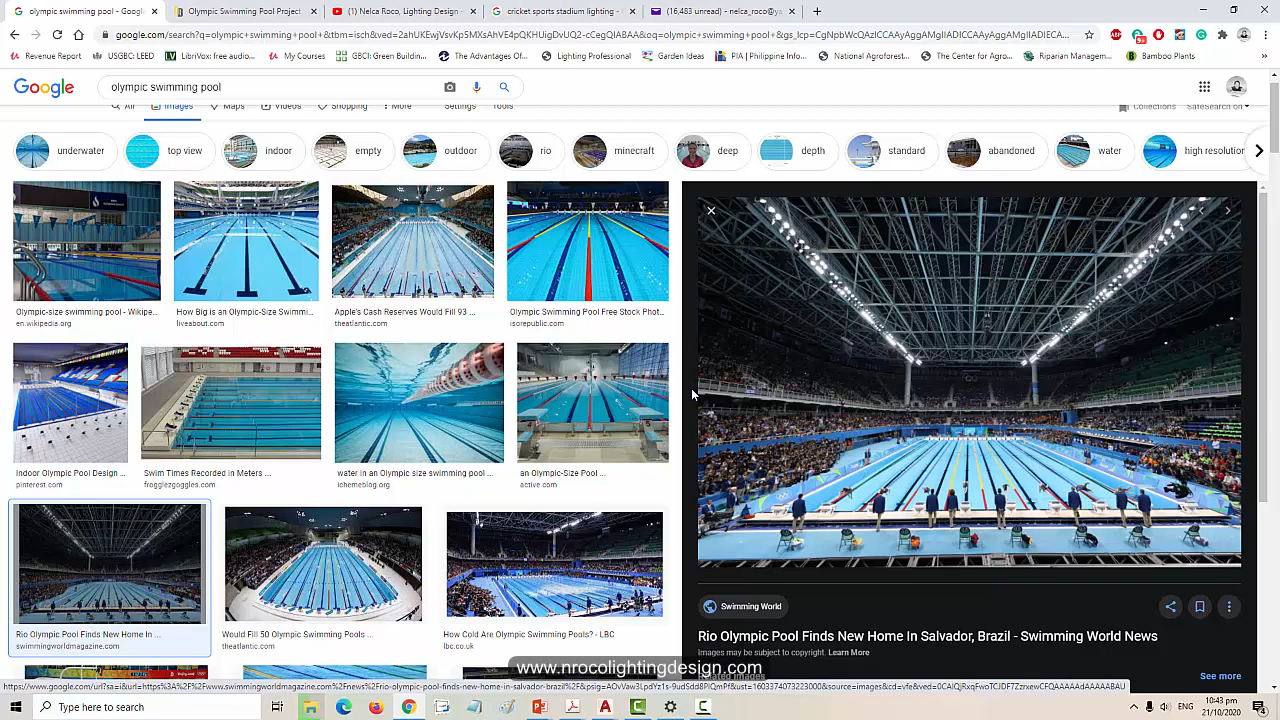 olympic swimming pool - Google
Olympic Swimming Pool Project
(1) Nelca Roco, Lighting Design -
cricket sports stadium lighting -
(16,483 unread) - nelca_roco@ya
Revenue Report
USGBC: LEED
LibriVox free audio...
My Courses
GBCI: Green Building...
The Advantages Of...
Lighting Professional
Garden Ideas
PIA | Philippine Info...
National Agroforest...
The Center for Agro...
Riparian Managem...
Bamboo Plants
Google
olympic swimming pool
All
Images
Maps
Videos
Shopping
More
Settings
Tools
Collections
SafeSearch on
underwater
top view
indoor
empty
outdoor
rio
minecraft
deep
depth
standard
abandoned
water
high resolution
Olympic-size swimming pool - Wikipe...
en.wikipedia.org
How Big is an Olympic-Size Swimmi...
liveabout.com
Apple's Cash Reserves Would Fill 93 ...
theatlantic.com
Olympic Swimming Pool Free Stock Phot...
isorepublic.com
Indoor Olympic Pool Design ...
pinterest.com
Swim Times Recorded in Meters ...
frogglezgoggles.com
water in an Olympic size swimming pool ...
ichemeblog.org
an Olympic-Size Pool ...
active.com
Rio Olympic Pool Finds New Home In ...
swimmingworldmagazine.com
Would Fill 50 Olympic Swimming Pools ...
theatlantic.com
How Cold Are Olympic Swimming Pools? - LBC
lbc.co.uk
Swimming World
Rio Olympic Pool Finds New Home In Salvador, Brazil - Swimming World News
Images may be subject to copyright. Learn More
Related images
See more
www.nrocolightingdesign.com
Type here to search
ENG
10:43 pm
21/10/2020